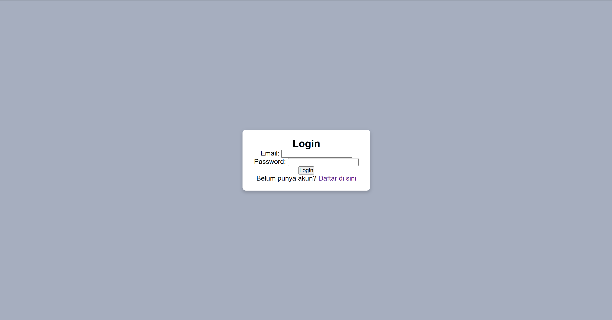 Login
Email:
Password:
Login
Belum punya akun? Daftar di sini